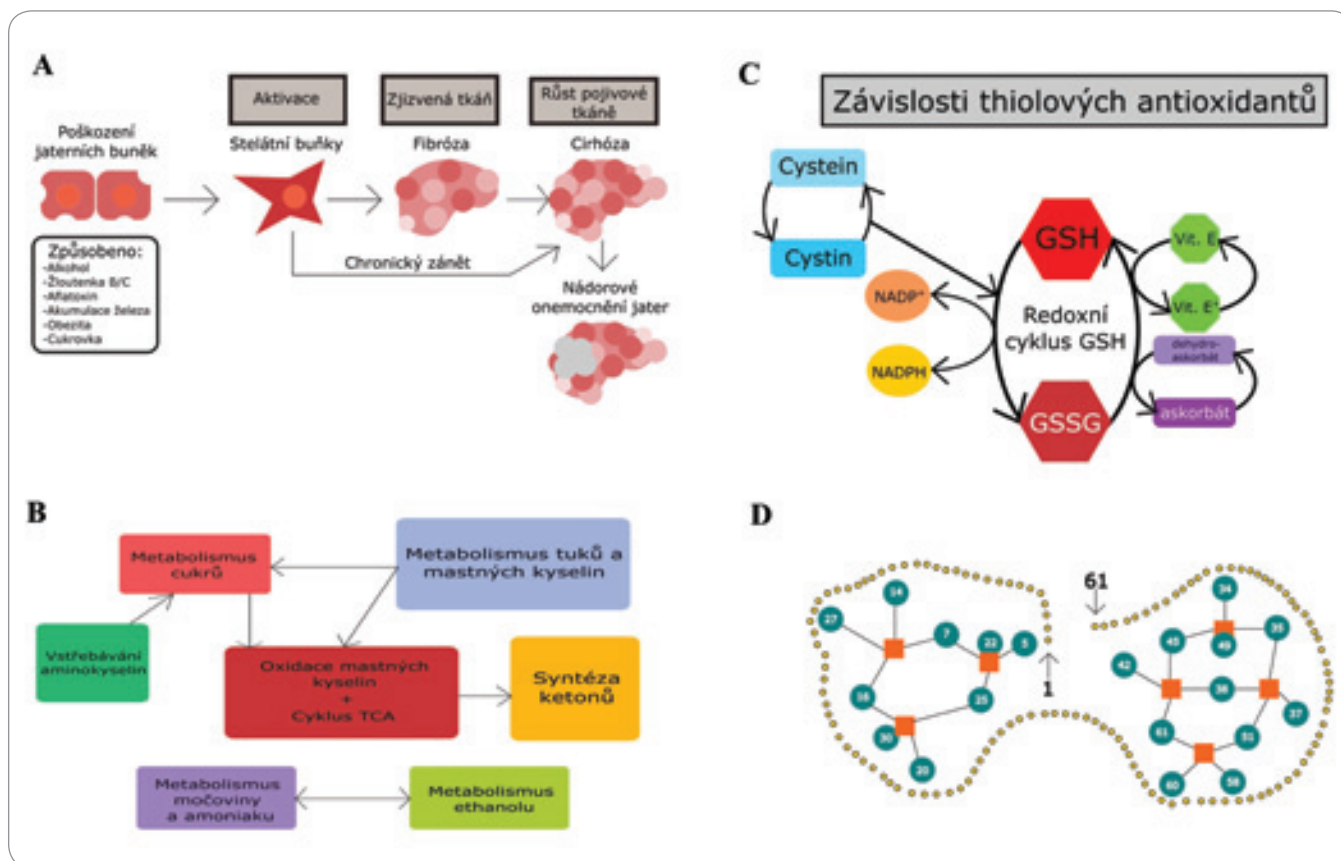 A
Aktivace
Zjizvená tkáň
Růst pojivové
tkáně
Poškození
jaterních buněk
Stelátní buňky
Fibróza
Cirhóza
Způsobeno:
-Alkohol
-Žloutenka B/C
-Aflatoxin
-Akumulace železa
-Obezita
-Cukrovka
Chronický zánět
Nádorové
onemocnění jater
C
Závislosti thiolových antioxidantů
Cystein
Cystin
NADP⁺
NADPH
GSH
Redoxní
cyklus GSH
GSSG
Vit. E
Vit. E⁺
dehydro-
askorbát
askorbát
B
Metabolismus
cukrů
Metabolismus tuků a
mastných kyselin
Vstřebávání
aminokyselin
Oxidace mastných
kyselin
+
Cyklus TCA
Syntéza
ketonů
Metabolismus
močoviny
a amoniaku
Metabolismus
ethanolu
D
61
1
27
7
22
5
25
30
20
34
45
49
35
42
37
61
51
60
58